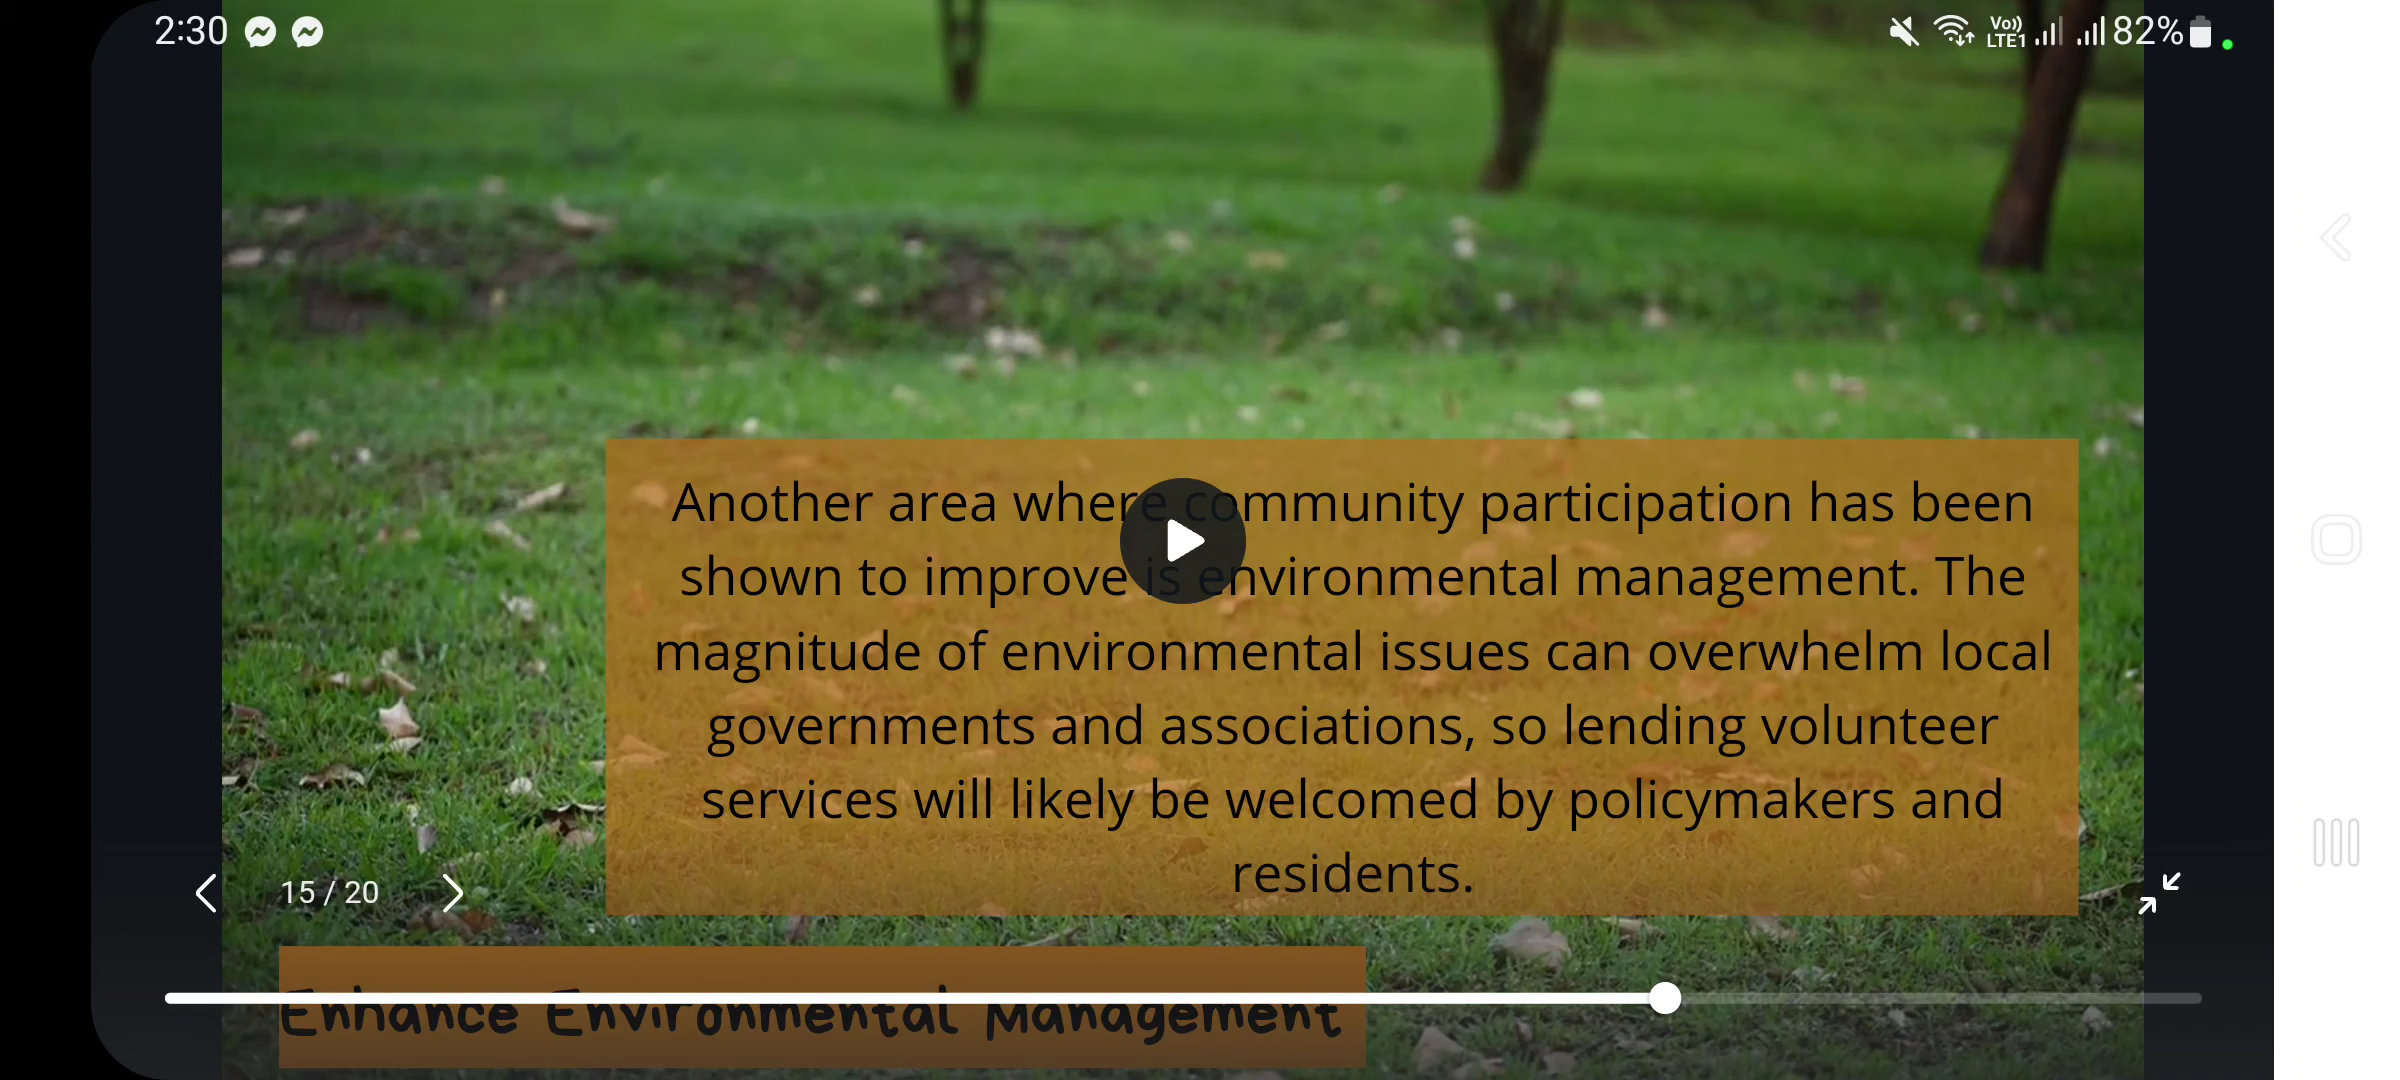 2:30
Vo)) LTE1 82%
Another area where community participation has been
shown to improve is environmental management. The
magnitude of environmental issues can overwhelm local
governments and associations, so lending volunteer
services will likely be welcomed by policymakers and
residents.
15 / 20
Enhance Environmental Management